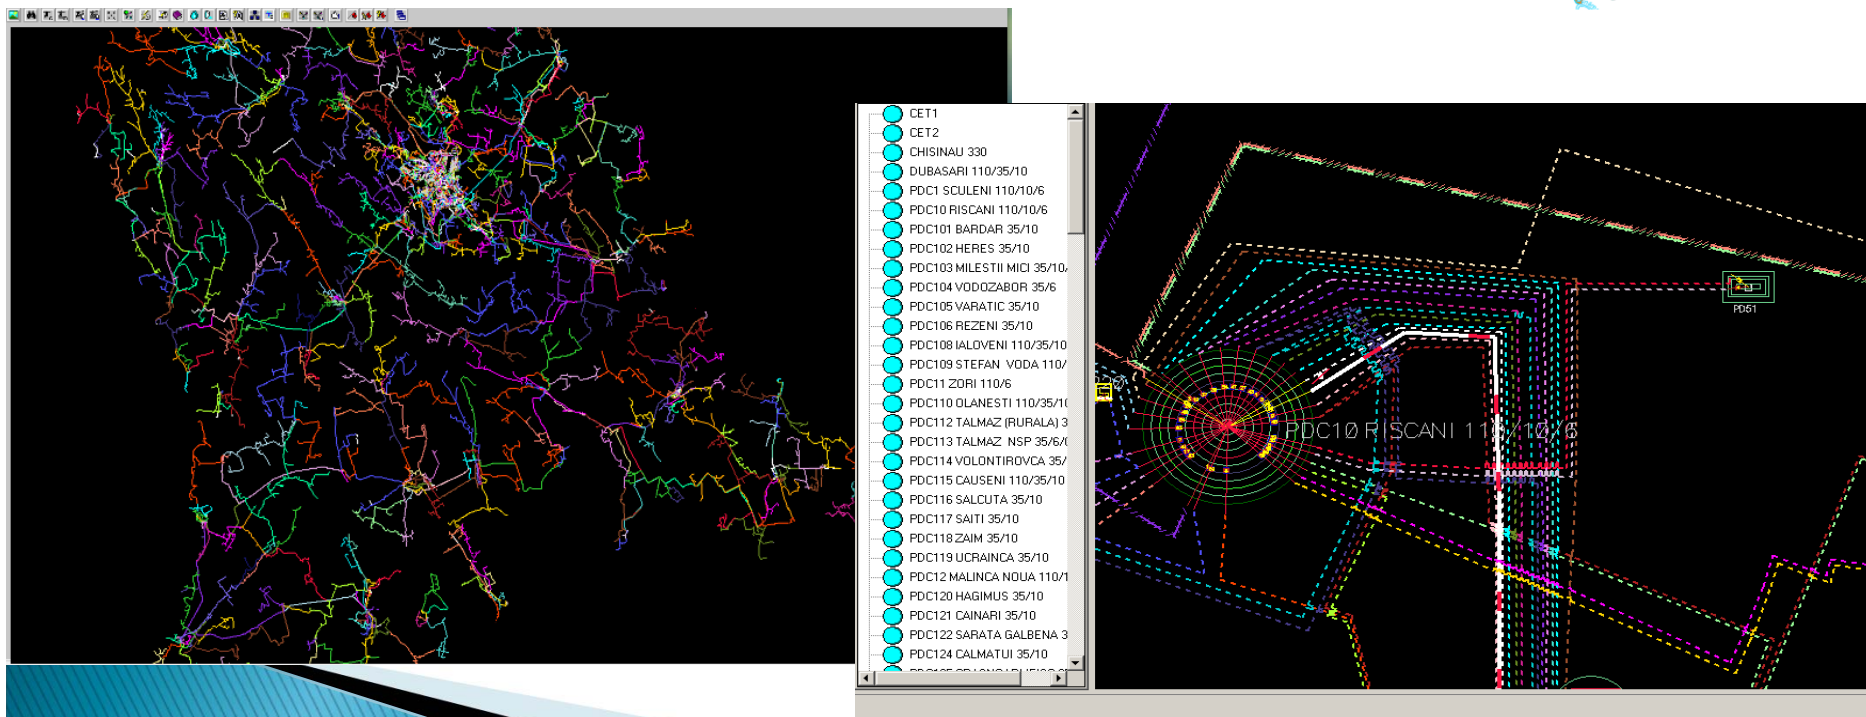 CET1
CET2
CHISINAU 330
DUBASARI 110/35/10
PDC1 SCULENI 110/10/6
PDC10 RISCANI 110/10/6
PDC101 BARDAR 35/10
PDC102 HERES 35/10
PDC103 MILESTII MICI 35/10/
PDC104 VODOZABOR 35/6
PDC105 VARATIC 35/10
PDC106 REZENI 35/10
PDC108 IALOVENI 110/35/10
PDC109 STEFAN VODA 110/
PDC11 ZORI 110/6
PDC110 OLANESTI 110/35/10
PDC112 TALMAZ (RURALA) 3
PDC113 TALMAZ NSP 35/6/
PDC114 VOLONTIROVCA 35/
PDC115 CAUSENI 110/35/10
PDC116 SALCUTA 35/10
PDC117 SAITI 35/10
PDC118 ZAIM 35/10
PDC119 UCRAINCA 35/10
PDC12 MALINCA NOUA 110/1
PDC120 HAGIMUS 35/10
PDC121 CAINARI 35/10
PDC122 SARATA GALBENA 3
PDC124 CALMATUI 35/10
PD51
PDC10 RISCANI 110/10/6